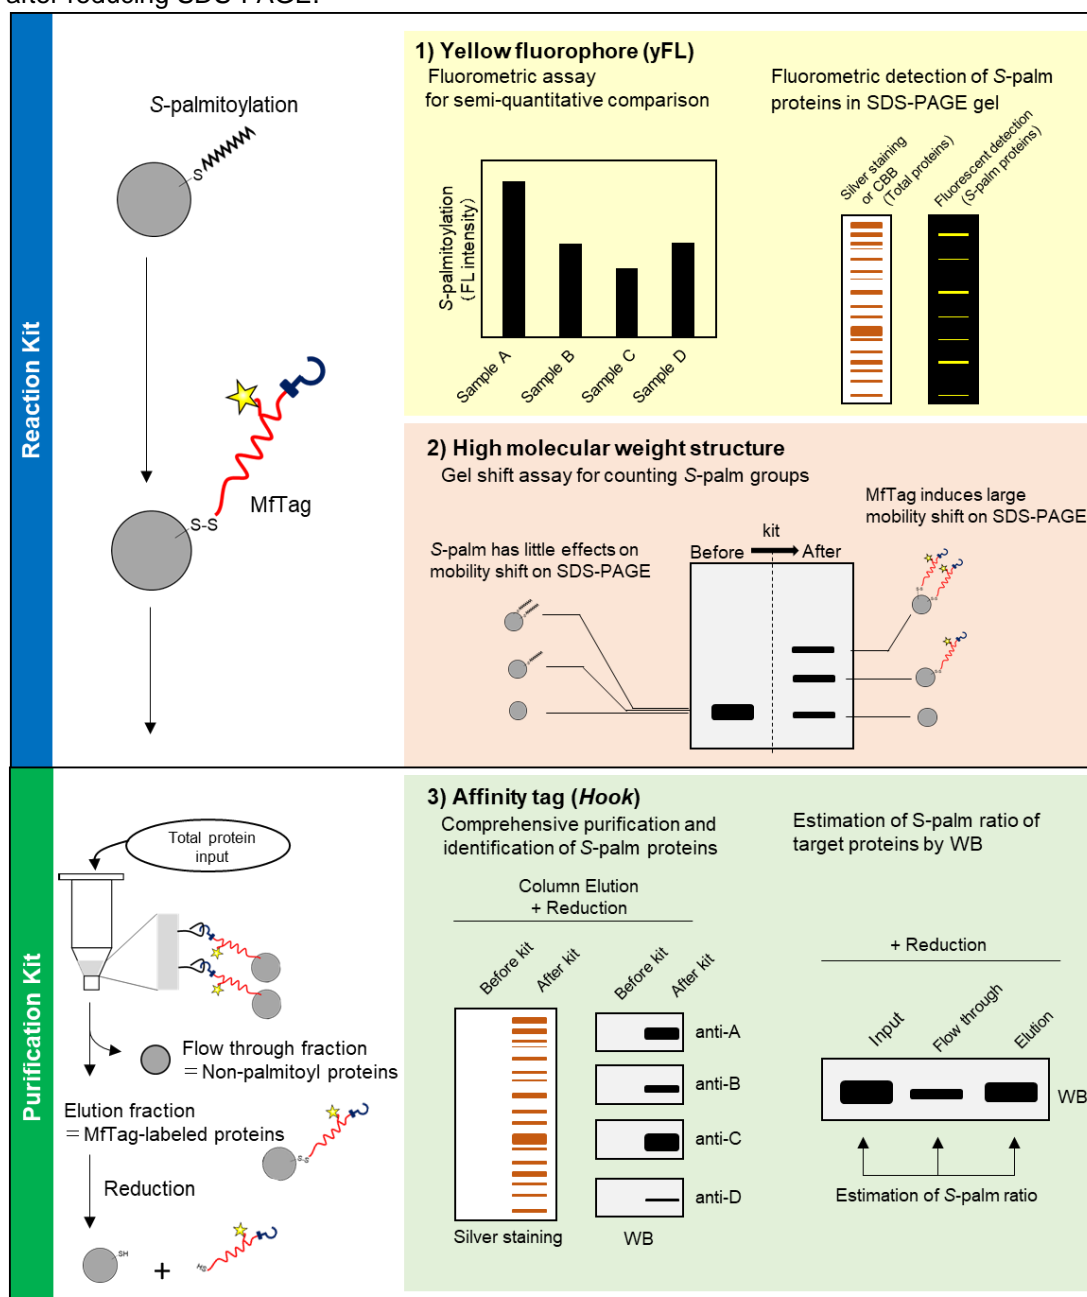 after reducing SDS-PAGE.
Reaction Kit
S-palmitoylation
S
S-S
MfTag
1) Yellow fluorophore (yFL)
Fluorometric assay
for semi-quantitative comparison
S-palmitoylation
(FL intensity)
Sample A
Sample B
Sample C
Sample D
Fluorometric detection of S-palm
proteins in SDS-PAGE gel
Silver staining
or CBB
(Total proteins)
Fluorescent detection
(S-palm proteins)
2) High molecular weight structure
Gel shift assay for counting S-palm groups
S-palm has little effects on
mobility shift on SDS-PAGE
kit
Before
After
MfTag induces large
mobility shift on SDS-PAGE
Purification Kit
Total protein
input
Flow through fraction
= Non-palmitoyl proteins
Elution fraction
= MfTag-labeled proteins
S-S
Reduction
SH
+
HS
3) Affinity tag (Hook)
Comprehensive purification and
identification of S-palm proteins
Column Elution
+ Reduction
Before kit
After kit
Before kit
After kit
anti-A
anti-B
anti-C
anti-D
Silver staining
WB
Estimation of S-palm ratio of
target proteins by WB
+ Reduction
Input
Flow through
Elution
WB
Estimation of S-palm ratio